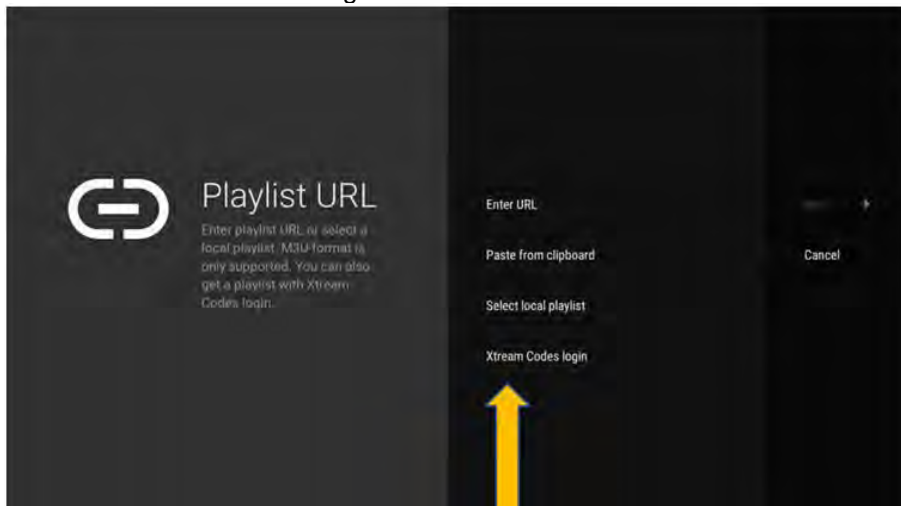 Playlist URL
Enter playlist URL or select a
local playlist. M3U format is
only supported. You can also
get a playlist with Xtream
Codes login.
Enter URL
Paste from clipboard
Cancel
Select local playlist
Xtream Codes login